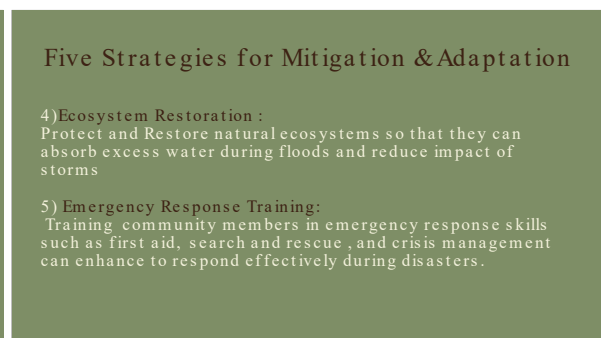 Five Strategies for Mitigation &Adaptation
4)Ecosystem Restoration :
Protect and Restore natural ecosystems so that they can
absorb excess water during floods and reduce impact of
storms
5) Emergency Response Training:
Training community members in emergency response skills
such as first aid, search and rescue , and crisis management
can enhance to respond effectively during disasters.